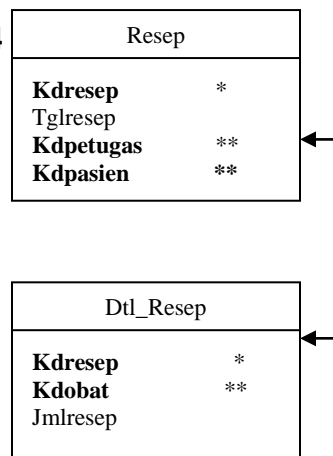 Resep
Kdresep *
Tglresep
Kdpetugas **
Kdpasien **
Dtl_Resep
Kdresep *
Kdobat **
Jmlresep